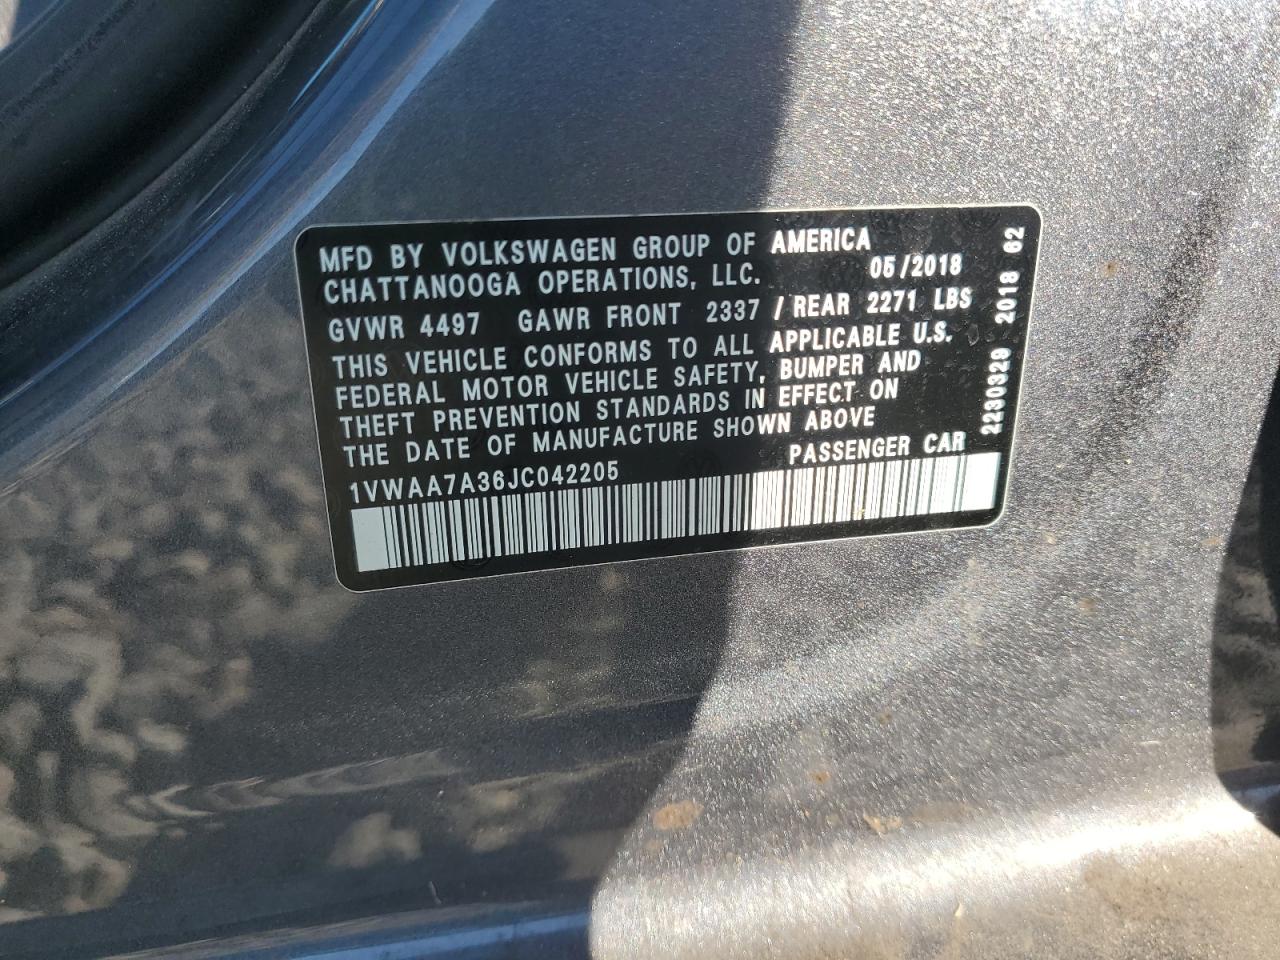 MFD BY VOLKSWAGEN GROUP OF AMERICA
CHATTANOOGA OPERATIONS, LLC. 05/2018
GVWR 4497 GAWR FRONT 2337 / REAR 2271 LBS
THIS VEHICLE CONFORMS TO ALL APPLICABLE U.S.
FEDERAL MOTOR VEHICLE SAFETY, BUMPER AND
THEFT PREVENTION STANDARDS IN EFFECT ON
THE DATE OF MANUFACTURE SHOWN ABOVE
PASSENGER CAR
1VWAA7A36JC042205
2230329 2018 62